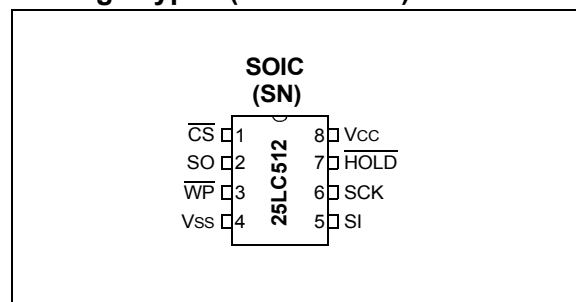 SOIC
(SN)
CS 1 8 Vcc
SO 2 7 HOLD
WP 3 6 SCK
Vss 4 5 SI
25LC512